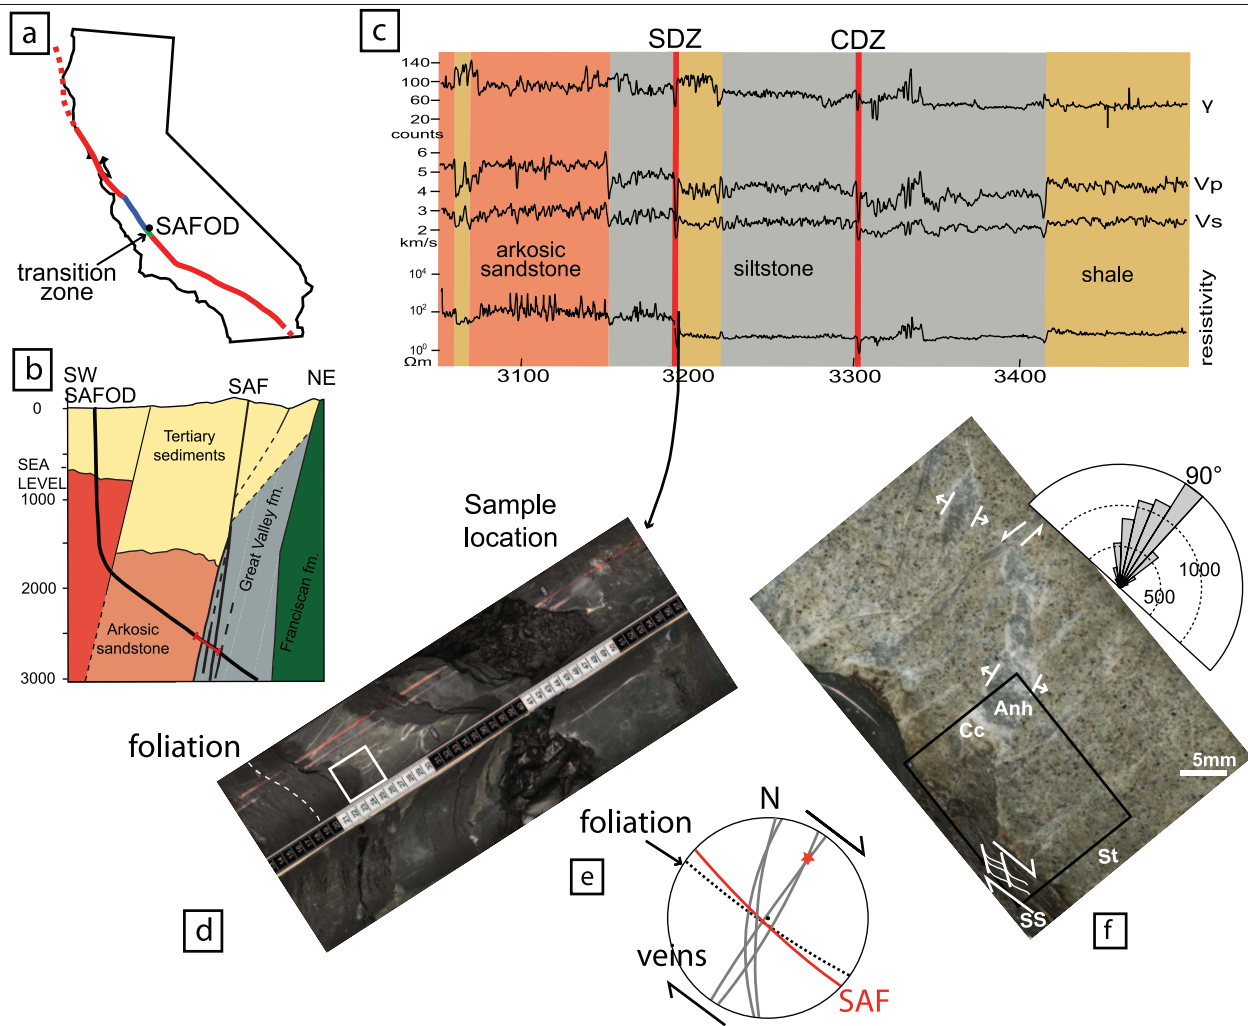 a
SAFOD
transition
zone
b
SW
SAFOD
SAF
NE
0
SEA
LEVEL
1000
2000
3000
Tertiary
sediments
Great Valley fm.
Franciscan fm.
Arkosic
sandstone
c
SDZ
CDZ
140
100
60
20
counts
6
5
4
3
2
km/s
10⁴
10²
10⁰
Ωm
γ
Vp
Vs
resistivity
arkosic
sandstone
siltstone
shale
3100
3200
3300
3400
Sample
location
foliation
d
e
foliation
N
veins
SAF
90°
1000
500
Anh
Cc
5mm
St
SS
f